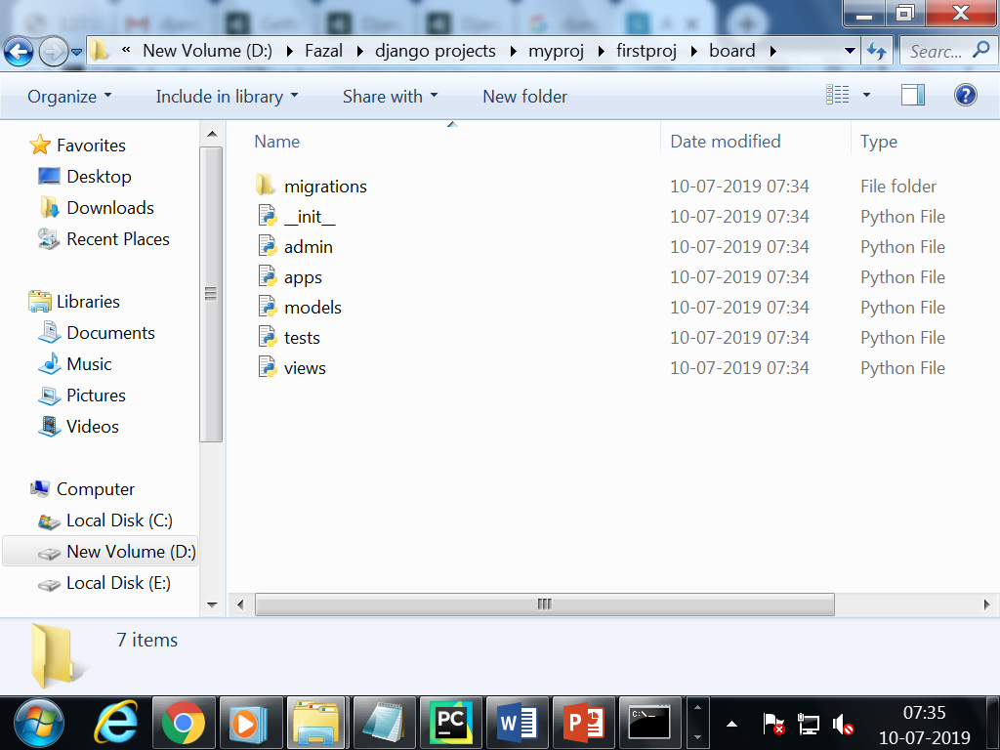 « New Volume (D:) Fazal django projects myproj firstproj board Searc...
Organize Include in library Share with New folder
Name Date modified Type
Favorites
Desktop
Downloads
Recent Places
Libraries
Documents
Music
Pictures
Videos
Computer
Local Disk (C:)
New Volume (D:)
Local Disk (E:)
migrations 10-07-2019 07:34 File folder
__init__ 10-07-2019 07:34 Python File
admin 10-07-2019 07:34 Python File
apps 10-07-2019 07:34 Python File
models 10-07-2019 07:34 Python File
tests 10-07-2019 07:34 Python File
views 10-07-2019 07:34 Python File
7 items
PC
W
P
C:\.
07:35
10-07-2019